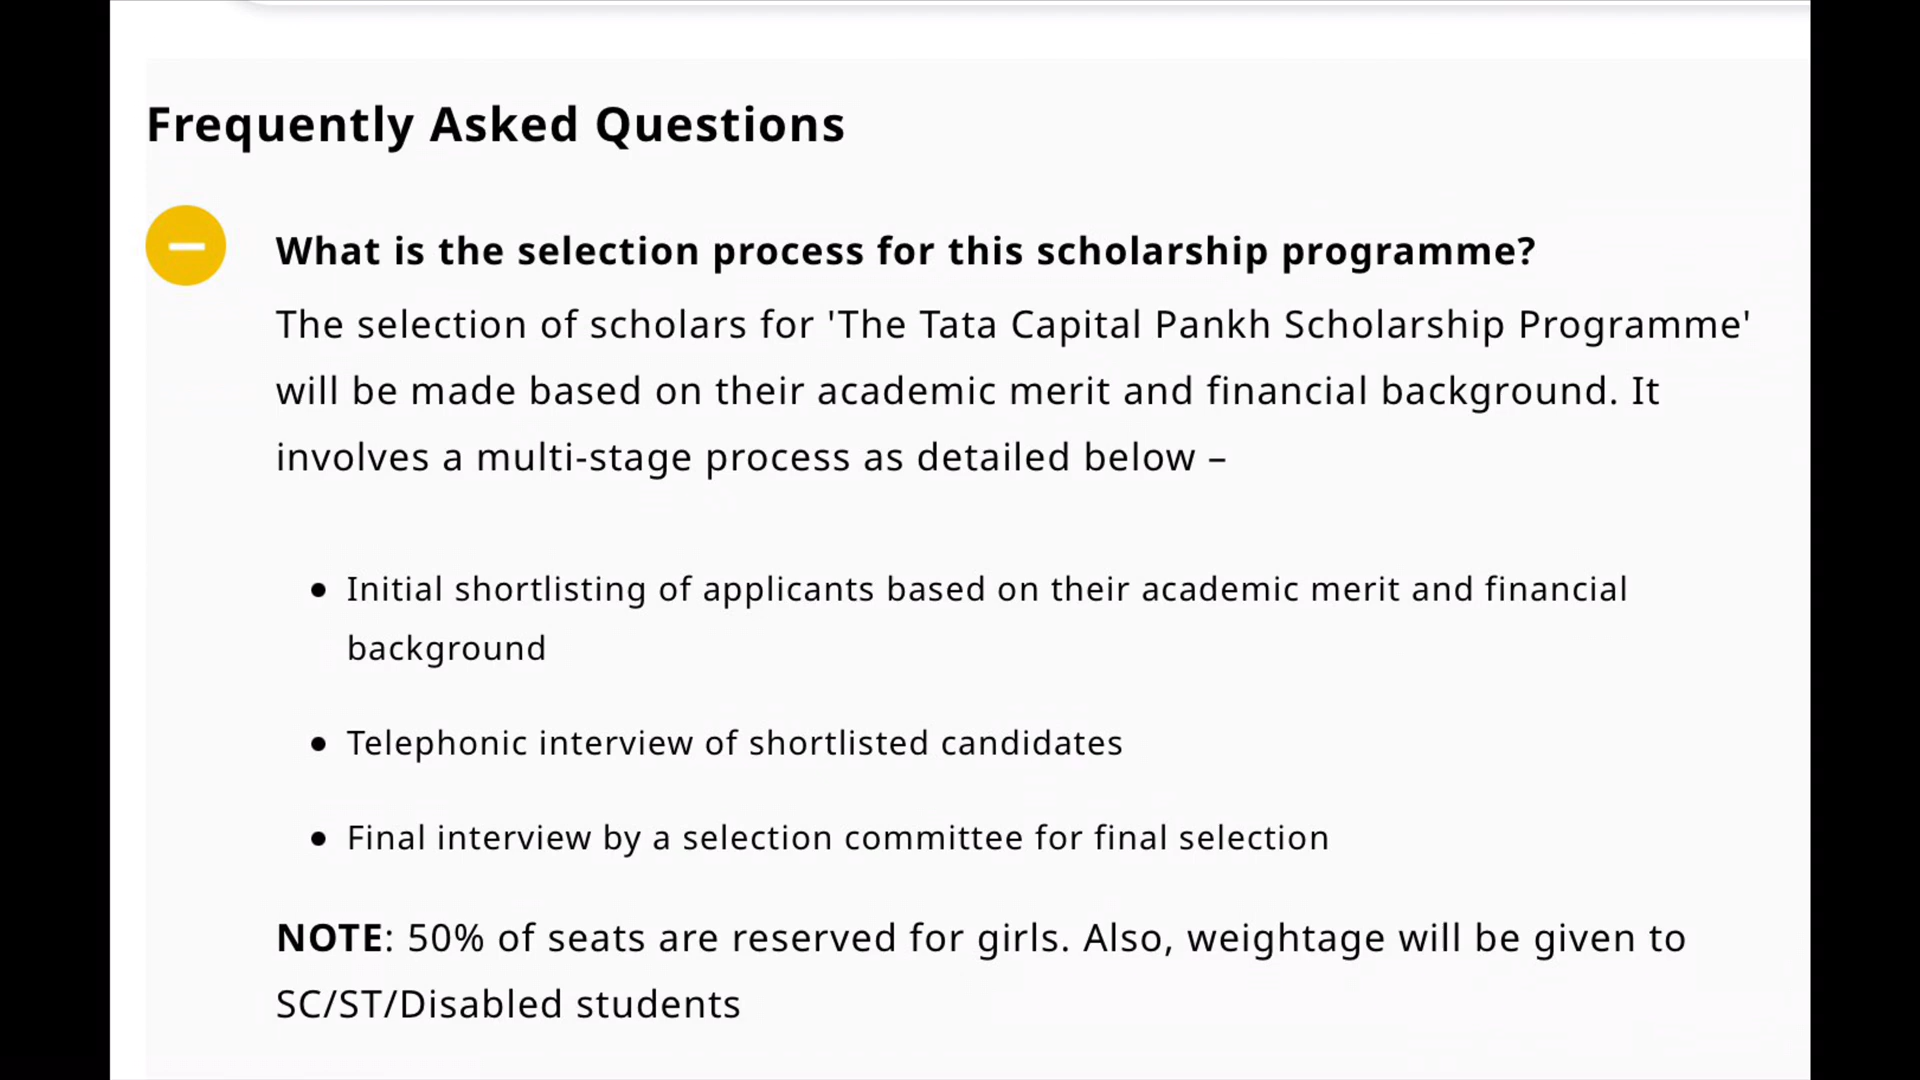 Frequently Asked Questions
What is the selection process for this scholarship programme?
The selection of scholars for 'The Tata Capital Pankh Scholarship Programme'
will be made based on their academic merit and financial background. It
involves a multi-stage process as detailed below –
• Initial shortlisting of applicants based on their academic merit and financial
background
• Telephonic interview of shortlisted candidates
• Final interview by a selection committee for final selection
NOTE: 50% of seats are reserved for girls. Also, weightage will be given to
SC/ST/Disabled students